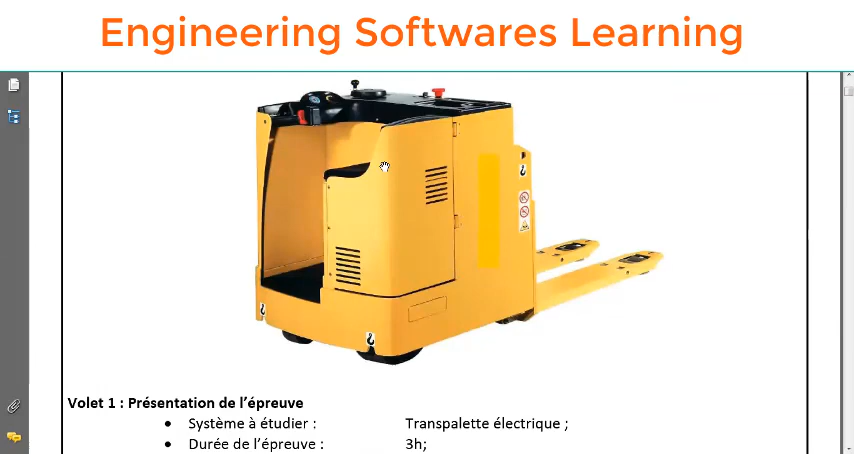 Engineering Softwares Learning
Volet 1 : Présentation de l’épreuve
• Système à étudier : Transpalette électrique ;
• Durée de l’épreuve : 3h;